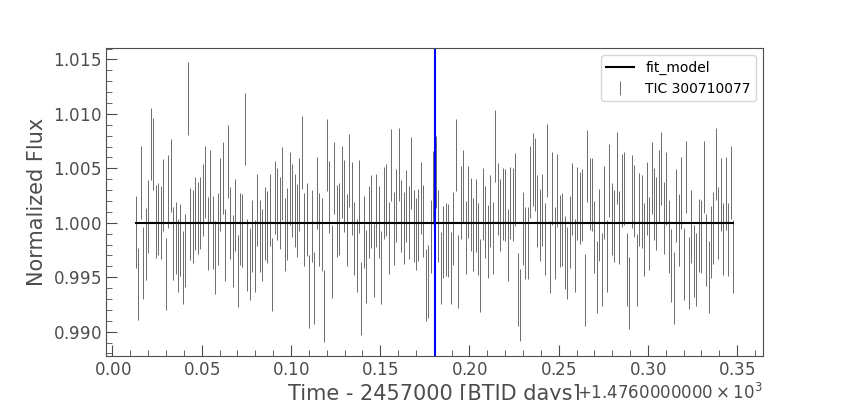 1.015
1.010
1.005
1.000
0.995
0.990
Normalized Flux
fit_model
TIC 300710077
0.00 0.05 0.10 0.15 0.20 0.25 0.30 0.35
Time - 2457000 [BTJD days]
+1.4760000000 × 10³